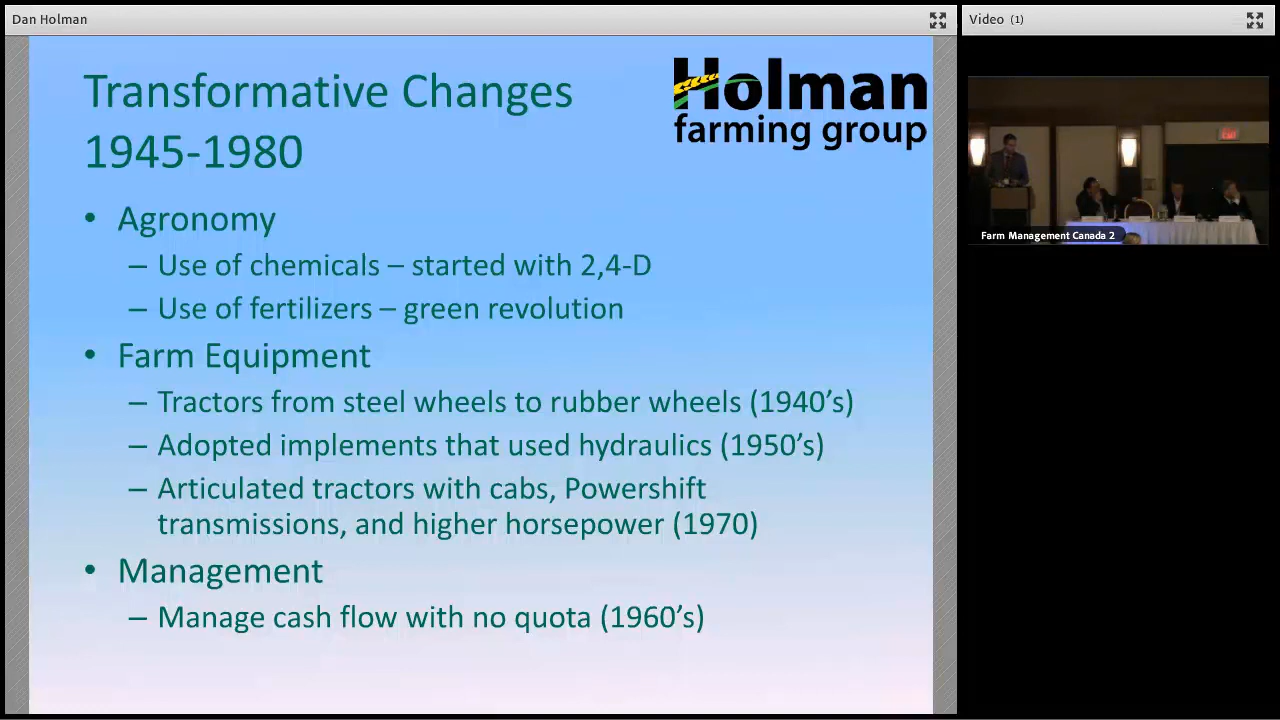 Dan Holman
Video (1)
Transformative Changes
1945-1980
Holman
farming group
• Agronomy
– Use of chemicals – started with 2,4-D
– Use of fertilizers – green revolution
• Farm Equipment
– Tractors from steel wheels to rubber wheels (1940’s)
– Adopted implements that used hydraulics (1950’s)
– Articulated tractors with cabs, Powershift
transmissions, and higher horsepower (1970)
• Management
– Manage cash flow with no quota (1960’s)
Farm Management Canada 2